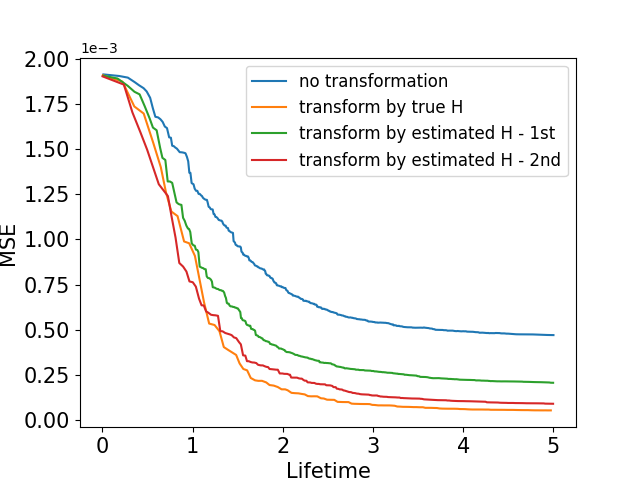 1e−3
2.00
1.75
1.50
1.25
1.00
0.75
0.50
0.25
0.00
MSE
no transformation
transform by true H
transform by estimated H - 1st
transform by estimated H - 2nd
0 1 2 3 4 5
Lifetime